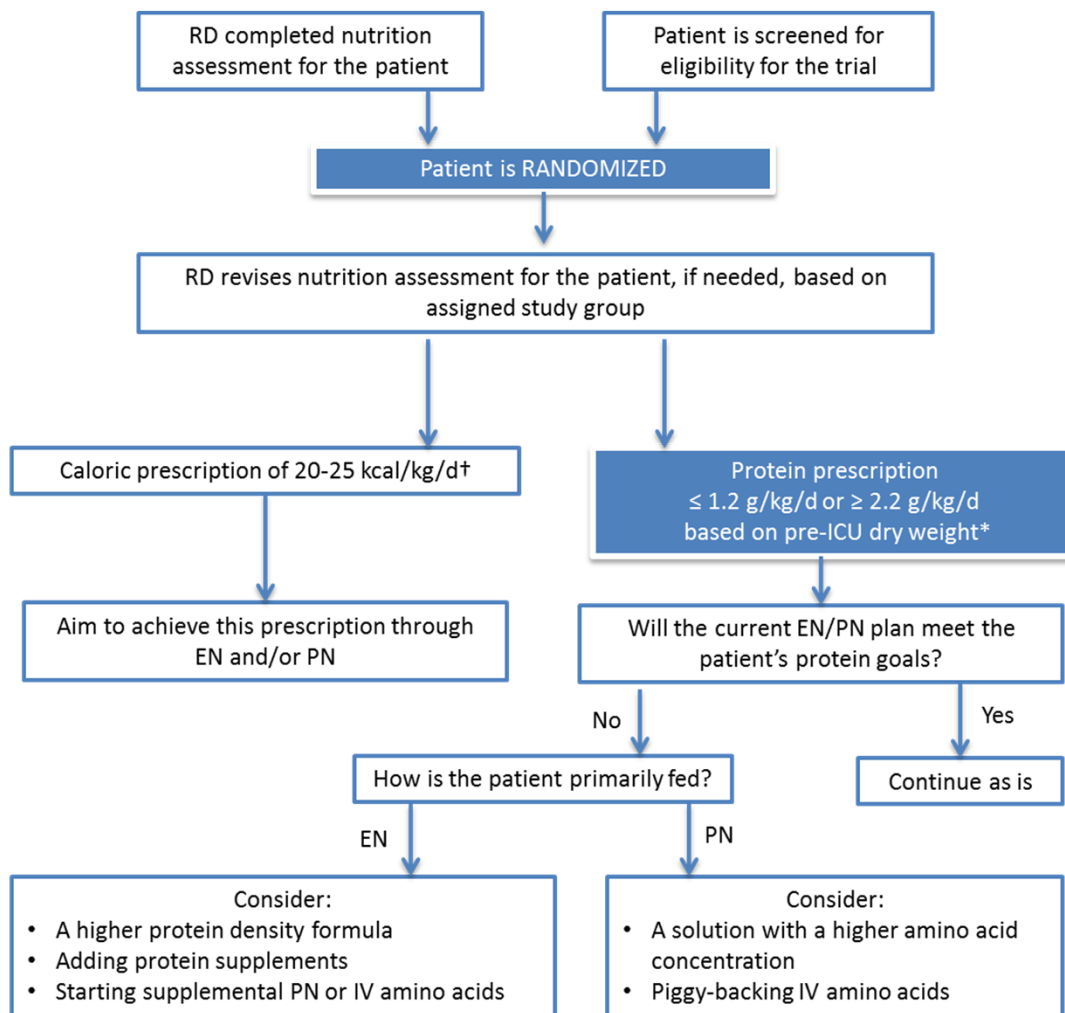 RD completed nutrition
assessment for the patient
Patient is screened for
eligibility for the trial
Patient is RANDOMIZED
RD revises nutrition assessment for the patient, if needed, based on
assigned study group
Caloric prescription of 20-25 kcal/kg/d†
Protein prescription
≤ 1.2 g/kg/d or ≥ 2.2 g/kg/d
based on pre-ICU dry weight*
Aim to achieve this prescription through
EN and/or PN
Will the current EN/PN plan meet the
patient’s protein goals?
No
Yes
How is the patient primarily fed?
Continue as is
EN
PN
Consider:
• A higher protein density formula
• Adding protein supplements
• Starting supplemental PN or IV amino acids
Consider:
• A solution with a higher amino acid
concentration
• Piggy-backing IV amino acids